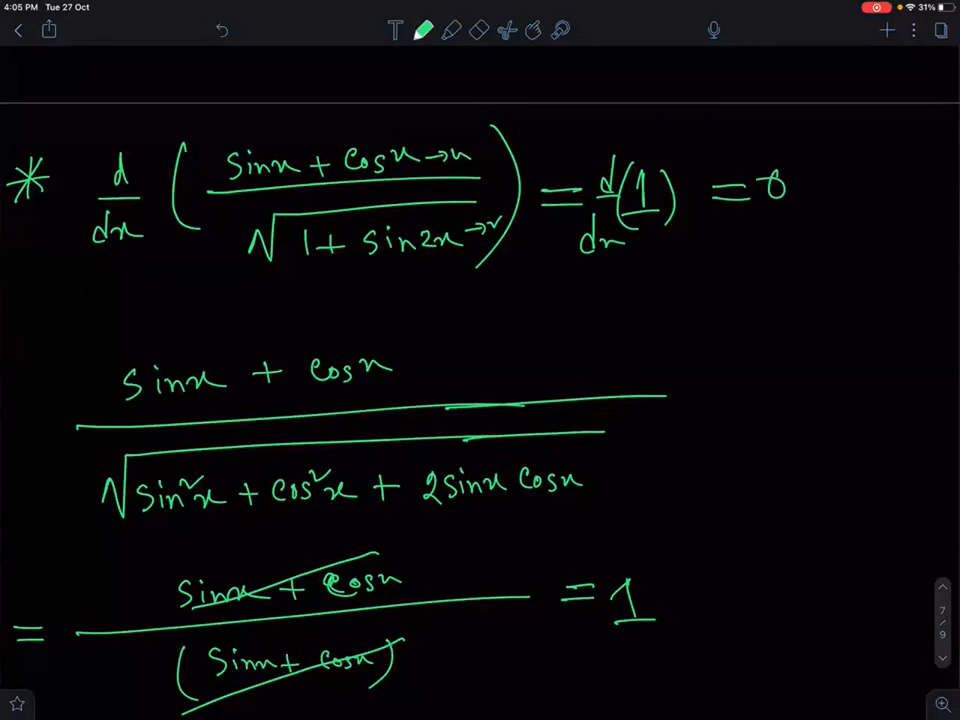 4:05 PM Tue 27 Oct 31%
* d/dx ( sinx + cosx → u / √(1 + sin2x → v) ) = d/dx (1) = 0
sinx + cosx
√(sin²x + cos²x + 2sinx cosx)
= sinx + cosx / (sinx + cosx) = 1
7 / 9